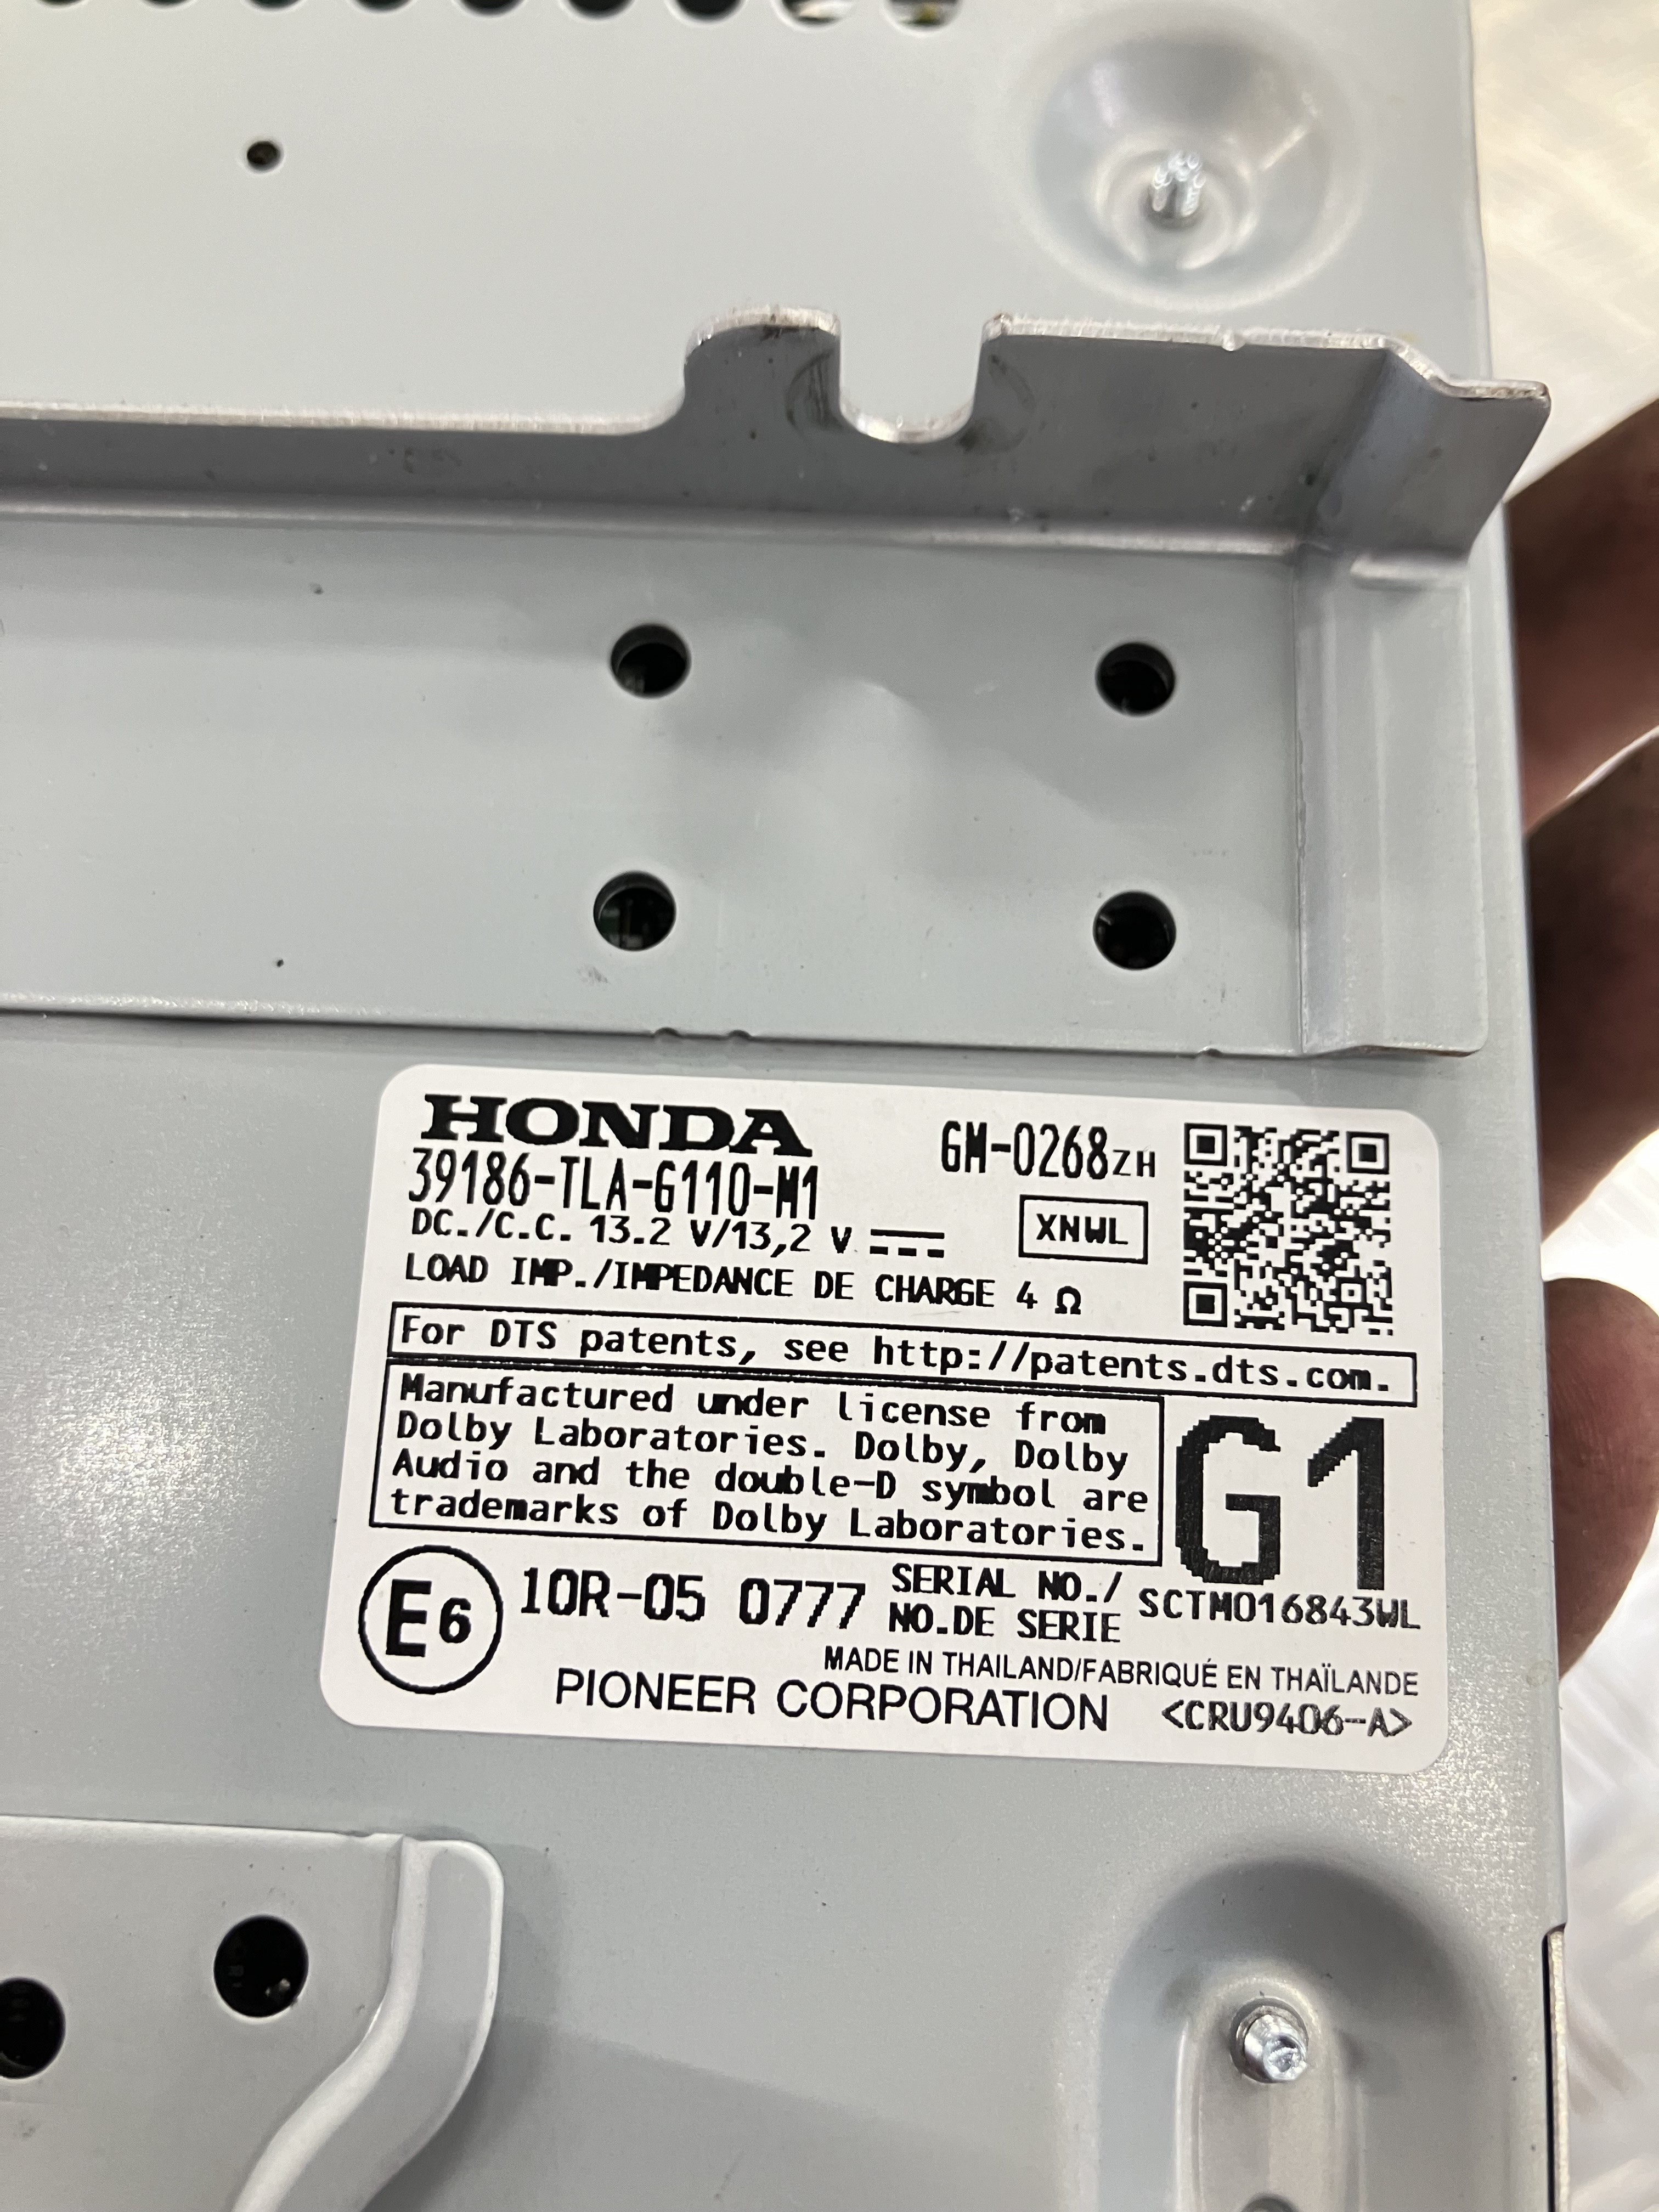 HONDA
39186-TLA-G110-M1
GM-0268ZH
DC./C.C. 13.2 V/13,2 V
XNWL
LOAD IMP./IMPEDANCE DE CHARGE 4 Ω
For DTS patents, see http://patents.dts.com.
Manufactured under license from
Dolby Laboratories. Dolby, Dolby
Audio and the double-D symbol are
trademarks of Dolby Laboratories.
G1
E6
10R-05 0777
SERIAL NO./
NO.DE SERIE
SCTM016843WL
MADE IN THAILAND/FABRIQUÉ EN THAÏLANDE
PIONEER CORPORATION
<CRU9406-A>